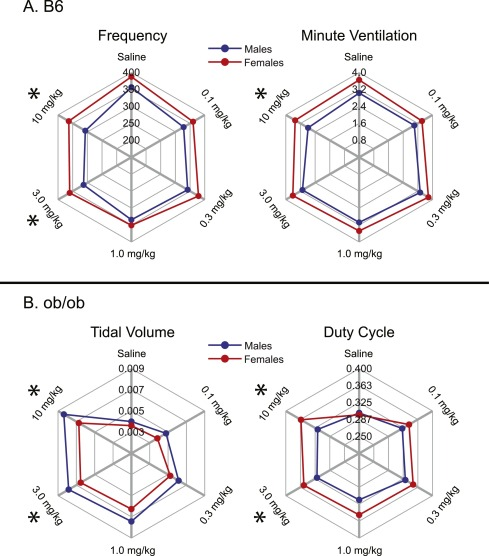 A. B6
Frequency
Males
Females
Minute Ventilation
Saline
400
350
300
250
200
0.1 mg/kg
0.3 mg/kg
1.0 mg/kg
3.0 mg/kg
*
10 mg/kg
*
Saline
4.0
3.2
2.4
1.6
0.8
0.1 mg/kg
0.3 mg/kg
1.0 mg/kg
3.0 mg/kg
10 mg/kg
*
B. ob/ob
Tidal Volume
Males
Females
Duty Cycle
Saline
0.009
0.007
0.005
0.003
0.1 mg/kg
0.3 mg/kg
1.0 mg/kg
3.0 mg/kg
*
10 mg/kg
*
Saline
0.400
0.363
0.325
0.287
0.250
0.1 mg/kg
0.3 mg/kg
1.0 mg/kg
3.0 mg/kg
*
10 mg/kg
*